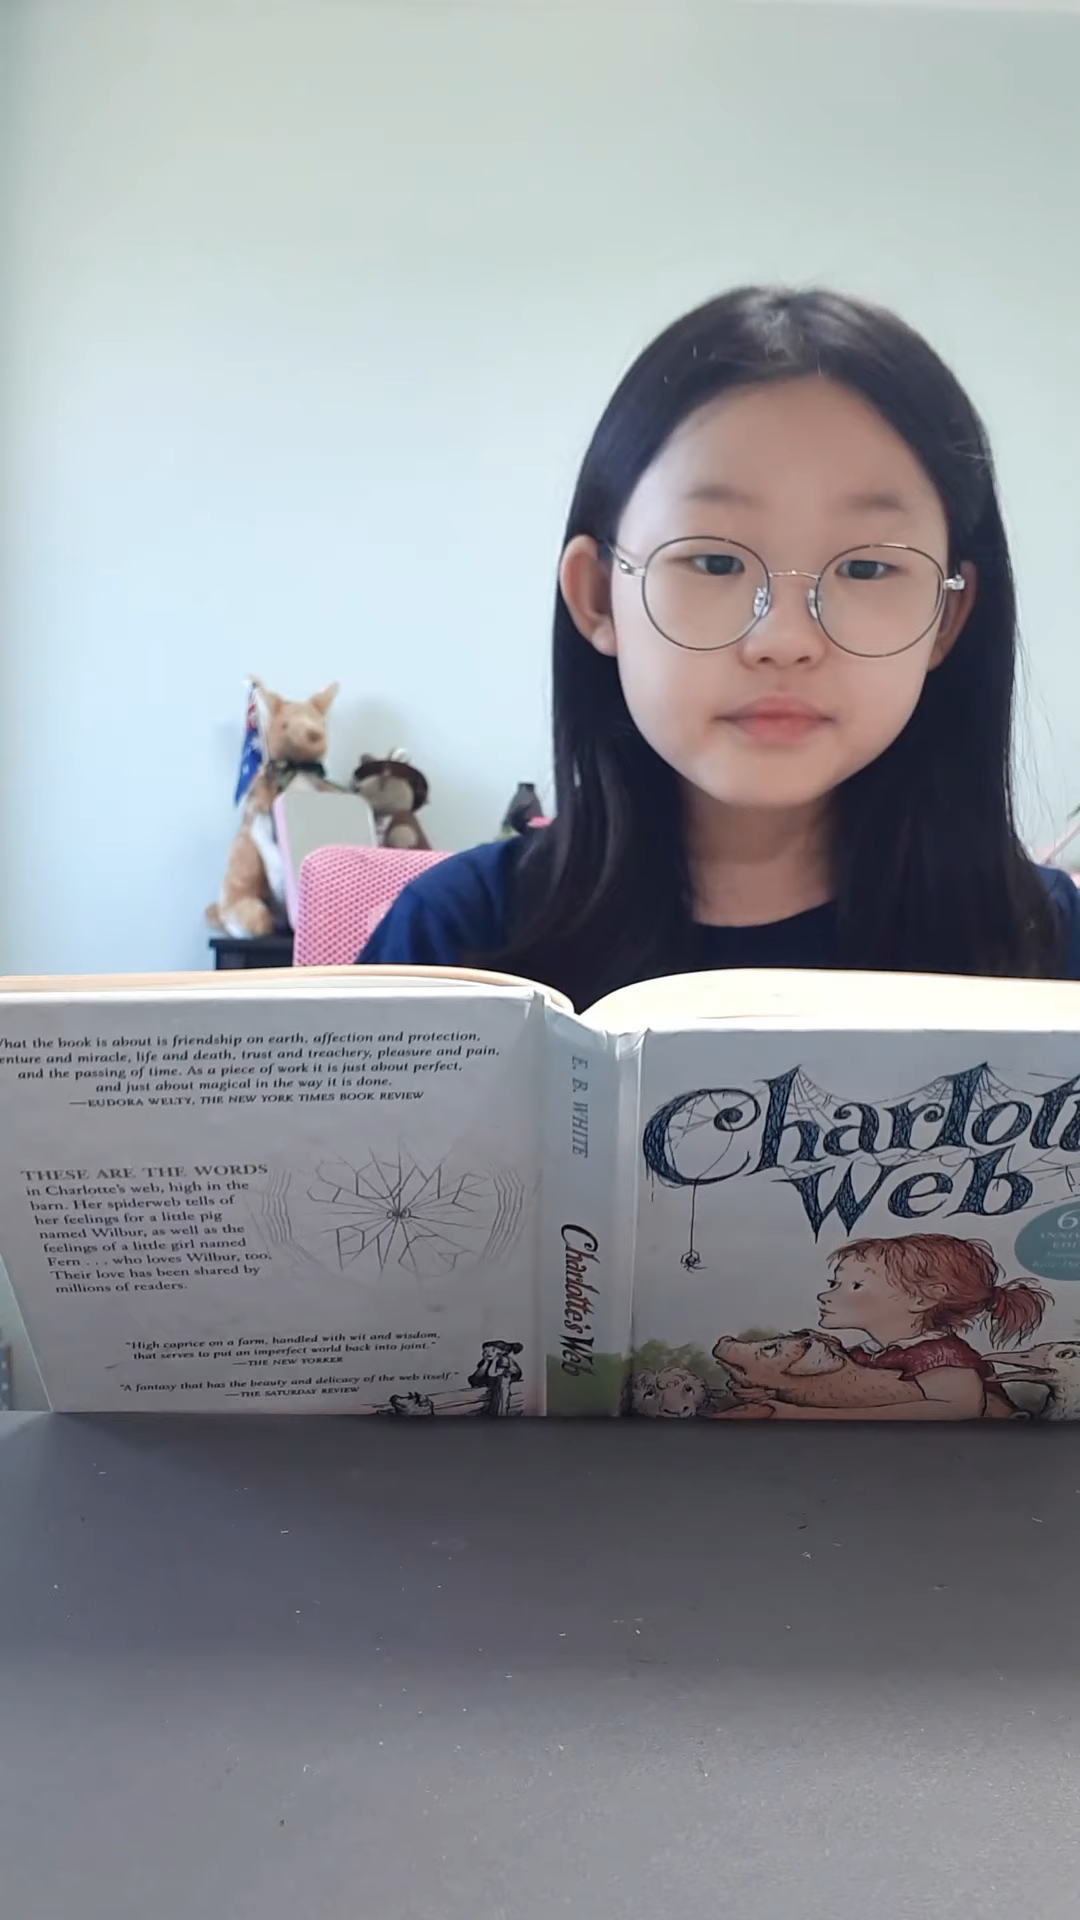 What the book is about is friendship on earth, affection and protection,
enture and miracle, life and death, trust and treachery, pleasure and pain,
and the passing of time. As a piece of work it is just about perfect,
and just about magical in the way it is done.
—EUDORA WELTY, THE NEW YORK TIMES BOOK REVIEW
THESE ARE THE WORDS
in Charlotte's web, high in the
barn. Her spiderweb tells of
her feelings for a little pig
named Wilbur, as well as the
feelings of a little girl named
Fern . . . who loves Wilbur, too.
Their love has been shared by
millions of readers.
SOME
PIG
"High caprice on a farm, handled with wit and wisdom,
that serves to put an imperfect world back into joint."
—THE NEW YORKER
"A fantasy that has the beauty and delicacy of the web itself."
—THE SATURDAY REVIEW
E. B. WHITE
Charlotte's Web
Charlott
Web
6